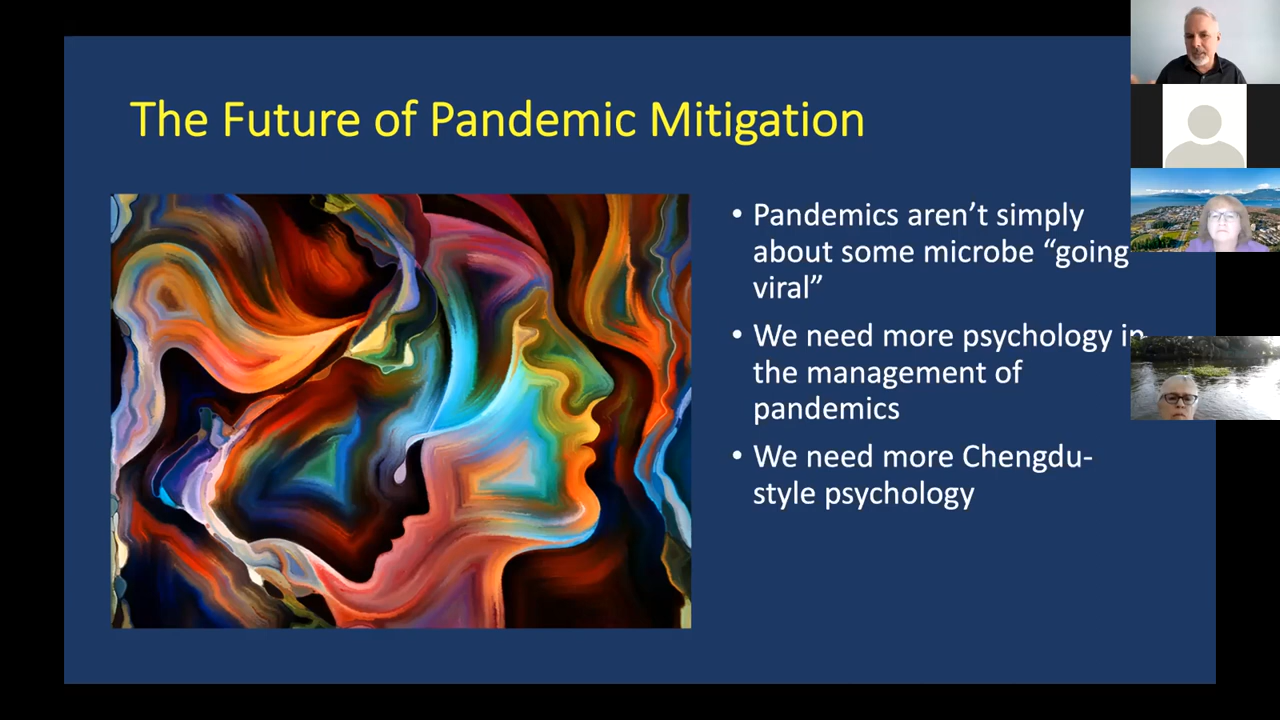 The Future of Pandemic Mitigation
• Pandemics aren’t simply
about some microbe “going
viral”
• We need more psychology in
the management of
pandemics
• We need more Chengdu-
style psychology